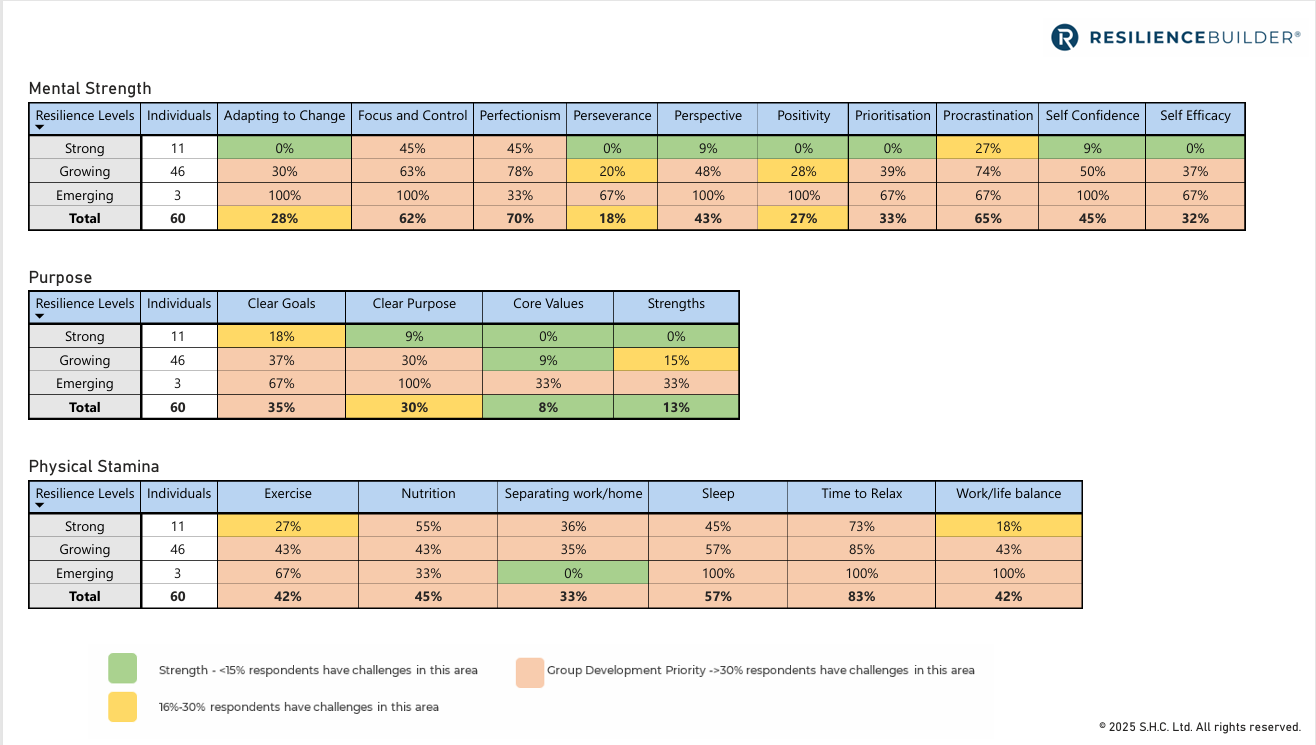 RESILIENCEBUILDER®
Mental Strength
Resilience Levels Individuals Adapting to Change Focus and Control Perfectionism Perseverance Perspective Positivity Prioritisation Procrastination Self Confidence Self Efficacy
Strong 11 0% 45% 45% 0% 9% 0% 0% 27% 9% 0%
Growing 46 30% 63% 78% 20% 48% 28% 39% 74% 50% 37%
Emerging 3 100% 100% 33% 67% 100% 100% 67% 67% 100% 67%
Total 60 28% 62% 70% 18% 43% 27% 33% 65% 45% 32%
Purpose
Resilience Levels Individuals Clear Goals Clear Purpose Core Values Strengths
Strong 11 18% 9% 0% 0%
Growing 46 37% 30% 9% 15%
Emerging 3 67% 100% 33% 33%
Total 60 35% 30% 8% 13%
Physical Stamina
Resilience Levels Individuals Exercise Nutrition Separating work/home Sleep Time to Relax Work/life balance
Strong 11 27% 55% 36% 45% 73% 18%
Growing 46 43% 43% 35% 57% 85% 43%
Emerging 3 67% 33% 0% 100% 100% 100%
Total 60 42% 45% 33% 57% 83% 42%
Strength - <15% respondents have challenges in this area
Group Development Priority ->30% respondents have challenges in this area
16%-30% respondents have challenges in this area
© 2025 S.H.C. Ltd. All rights reserved.